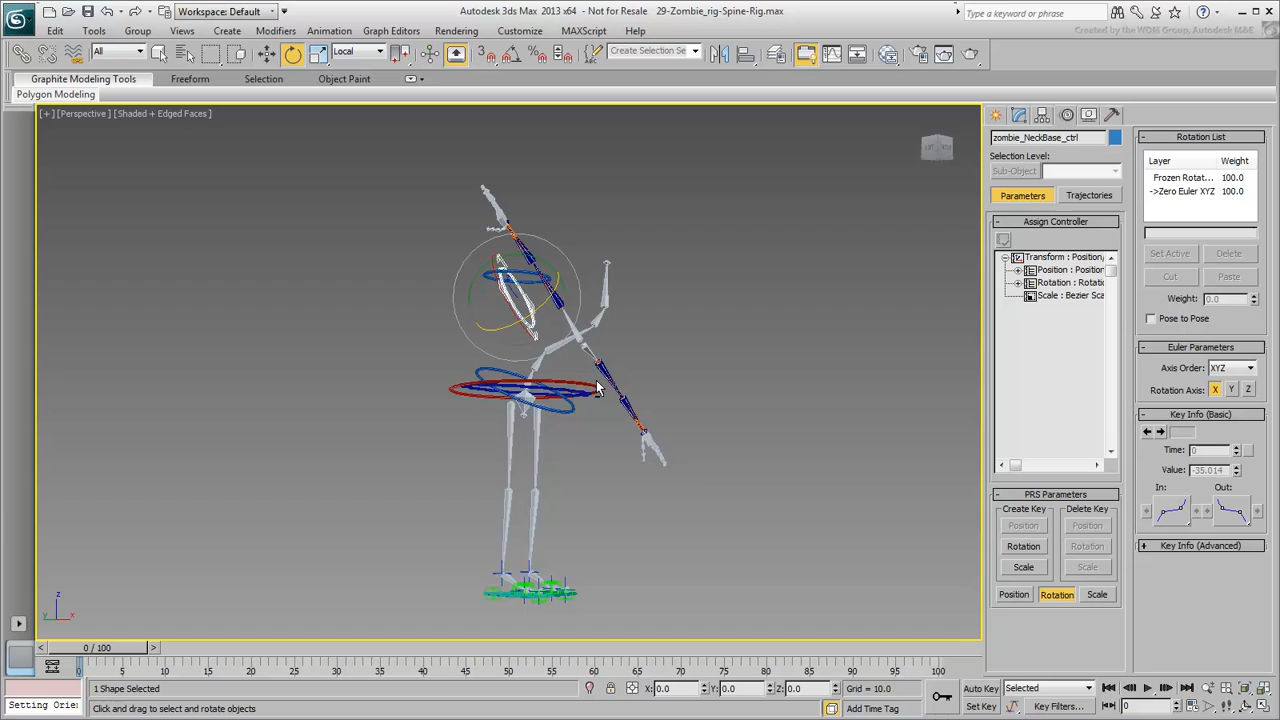 Workspace: Default
Autodesk 3ds Max 2013 x64 - Not for Resale 29-Zombie_rig-Spine-Rig.max
Type a keyword or phrase
Edit Tools Group Views Create Modifiers Animation Graph Editors Rendering Customize MAXScript Help
Created by the WDM Group, Autodesk M&E
All Local Create Selection Se
Graphite Modeling Tools Freeform Selection Object Paint
Polygon Modeling
[+] [Perspective] [Shaded + Edged Faces]
zombie_NeckBase_ctrl
Selection Level:
Sub-Object
Parameters Trajectories
- Assign Controller
Transform : Position/
Position : Position
Rotation : Rotatio
Scale : Bezier Sca
- PRS Parameters
Create Key Delete Key
Position Position
Rotation Rotation
Scale Scale
Position Rotation Scale
- Rotation List
Layer Weight
Frozen Rotat... 100.0
->Zero Euler XYZ 100.0
Set Active Delete
Cut Paste
Weight: 0.0
Pose to Pose
- Euler Parameters
Axis Order: XYZ
Rotation Axis: X Y Z
- Key Info (Basic)
Time: 0
Value: -35.014
In: Out:
+ Key Info (Advanced)
z
y x
< 0 / 100 >
0 5 10 15 20 25 30 35 40 45 50 55 60 65 70 75 80 85 90 95 100
1 Shape Selected X: 0.0 Y: 0.0 Z: 0.0 Grid = 10.0 Auto Key Selected
Setting Orie Click and drag to select and rotate objects Add Time Tag Set Key Key Filters... 0